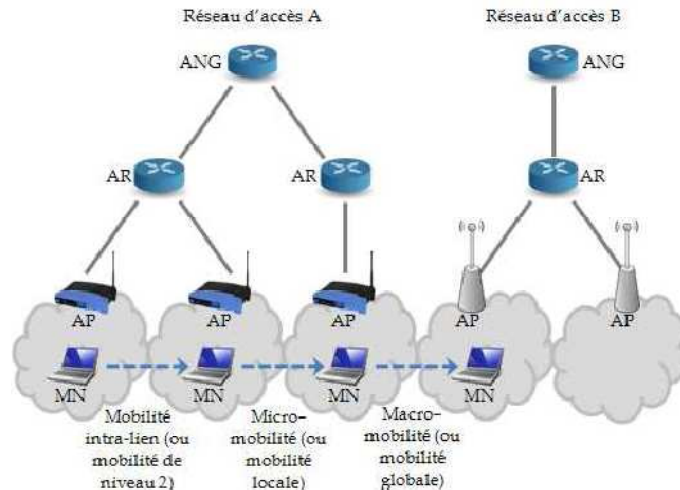 Réseau d'accès A
Réseau d'accès B
ANG
ANG
AR
AR
AR
AP
AP
AP
AP
AP
MN
MN
MN
MN
Mobilité
intra-lien (ou
mobilité de
niveau 2)
Micro-
mobilité (ou
mobilité
locale)
Macro-
mobilité (ou
mobilité
globale)